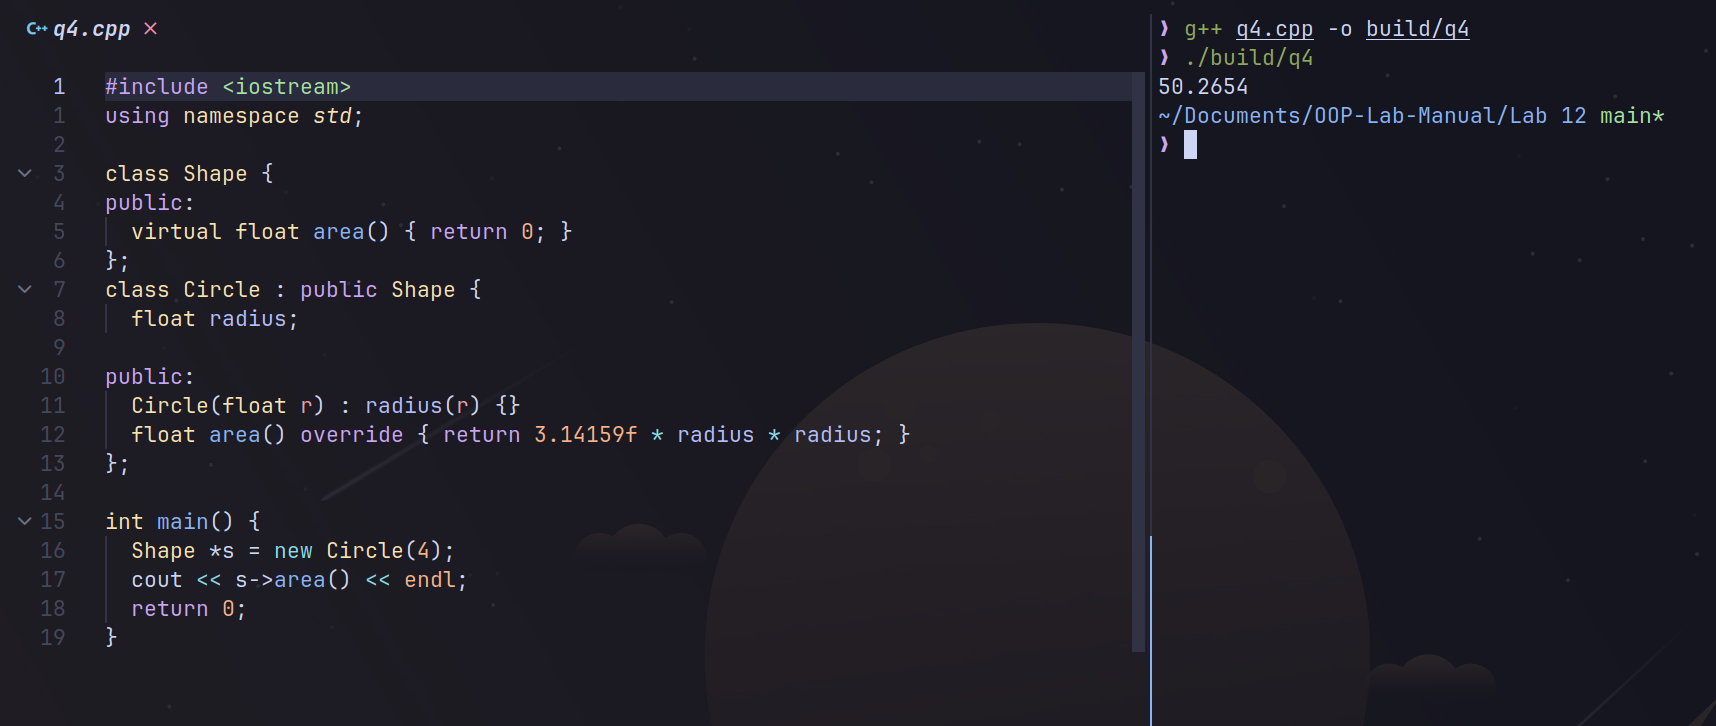 C++ q4.cpp ×
1 #include <iostream>
1 using namespace std;
2
3 class Shape {
4 public:
5 virtual float area() { return 0; }
6 };
7 class Circle : public Shape {
8 float radius;
9
10 public:
11 Circle(float r) : radius(r) {}
12 float area() override { return 3.14159f * radius * radius; }
13 };
14
15 int main() {
16 Shape *s = new Circle(4);
17 cout << s->area() << endl;
18 return 0;
19 }
❱ g++ q4.cpp -o build/q4
❱ ./build/q4
50.2654
~/Documents/OOP-Lab-Manual/Lab 12 main*
❱